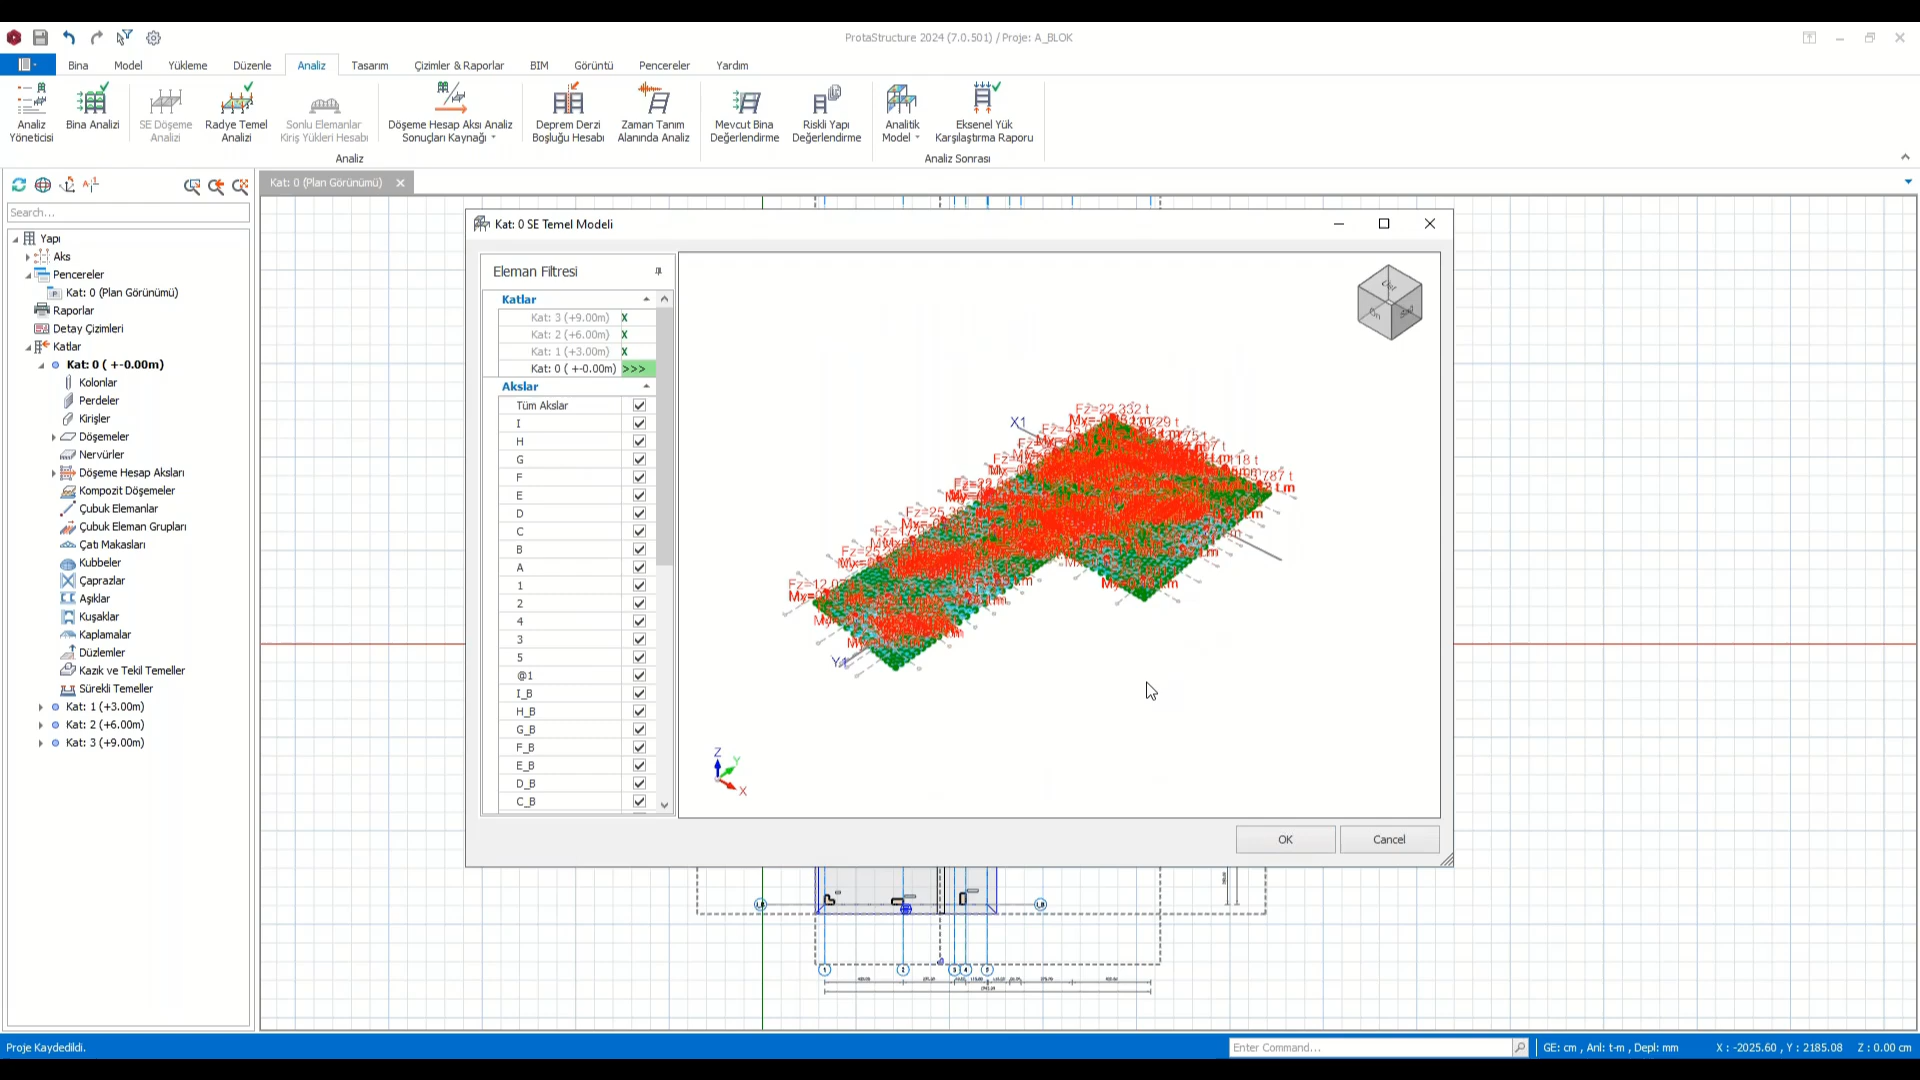 ProtaStructure 2024 (7.0.501) / Proje: A_BLOK
Bina
Model
Yükleme
Düzenle
Analiz
Tasarım
Çizimler & Raporlar
BIM
Görüntü
Pencereler
Yardım
Analiz Yöneticisi
Bina Analizi
SE Döşeme Analizi
Radye Temel Analizi
Sonlu Elemanlar Kiriş Yükleri Hesabı
Döşeme Hesap Aksı Analiz Sonuçları Kaynağı
Deprem Derzi Boşluğu Hesabı
Zaman Tanım Alanında Analiz
Mevcut Bina Değerlendirme
Riskli Yapı Değerlendirme
Analitik Model
Eksenel Yük Karşılaştırma Raporu
Analiz
Analiz Sonrası
Kat: 0 (Plan Görünümü)
Search...
Yapı
Aks
Pencereler
Kat: 0 (Plan Görünümü)
Raporlar
Detay Çizimleri
Katlar
Kat: 0 ( +-0.00m)
Kolonlar
Perdeler
Kirişler
Döşemeler
Nervürler
Döşeme Hesap Aksları
Kompozit Döşemeler
Çubuk Elemanlar
Çubuk Eleman Grupları
Çatı Makasları
Kubbeler
Çaprazlar
Aşıklar
Kuşaklar
Kaplamalar
Düzlemler
Kazık ve Tekil Temeller
Sürekli Temeller
Kat: 1 (+3.00m)
Kat: 2 (+6.00m)
Kat: 3 (+9.00m)
Kat: 0 SE Temel Modeli
Eleman Filtresi
Katlar
Kat: 3 (+9.00m) X
Kat: 2 (+6.00m) X
Kat: 1 (+3.00m) X
Kat: 0 ( +-0.00m) >>>
Akslar
Tüm Akslar
I
H
G
F
E
D
C
B
A
1
2
4
3
5
@1
I_B
H_B
G_B
F_B
E_B
D_B
C_B
X1
Fz=22.332 t
Z
Y
X
OK
Cancel
1
2
3
4
5
Proje Kaydedildi.
Enter Command...
GE: cm , Anl: t-m , Depl: mm
X : -2025.60 , Y : 2185.08
Z : 0.00 cm